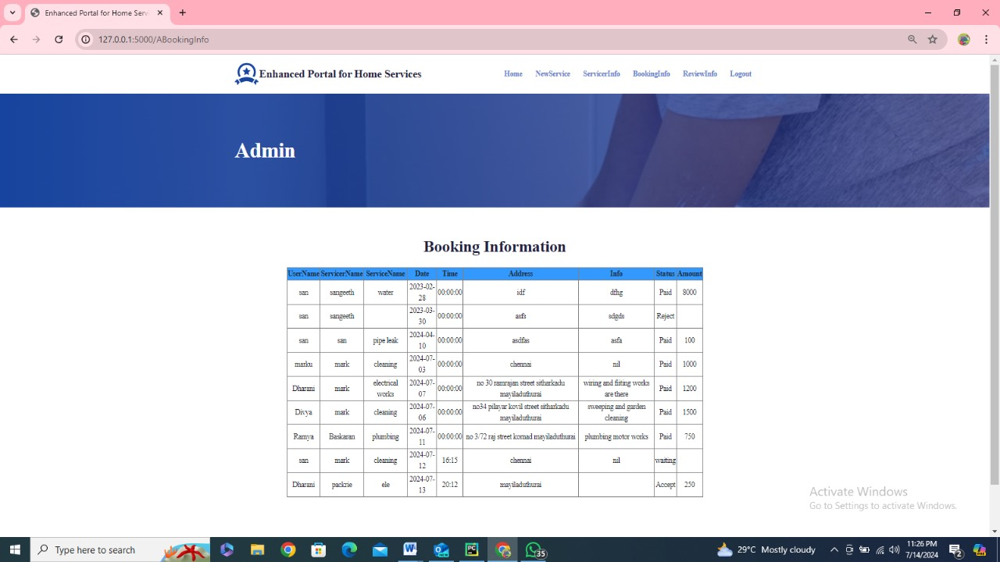 Enhanced Portal for Home Serv
127.0.0.1:5000/ABookingInfo
Enhanced Portal for Home Services
Home NewService ServicerInfo BookingInfo ReviewInfo Logout
Admin
Booking Information
UserName ServicerName ServiceName Date Time Address Info Status Amount
san sangeeth water 2023-02-28 00:00:00 idf dfhg Paid 8000
san sangeeth 2023-03-30 00:00:00 asfs sdgds Reject
san san pipe leak 2024-04-10 00:00:00 asdfas asfa Paid 100
marku mark cleaning 2024-07-03 00:00:00 chennai nil Paid 1000
Dharani mark electrical works 2024-07-07 00:00:00 no 30 ramrajan street sitharkadu mayiladuthurai wiring and fiiting works are there Paid 1200
Divya mark cleaning 2024-07-06 00:00:00 no34 pilayar kovil street sitharkadu mayiladuthurai sweeping and garden cleaning Paid 1500
Ramya Baskaran plumbing 2024-07-11 00:00:00 no 3/72 raj street kornad mayiladuthurai plumbing motor works Paid 750
san mark cleaning 2024-07-12 16:15 chennai nil waiting
Dharani packrie ele 2024-07-13 20:12 mayiladuthurai Accept 250
Activate Windows
Go to Settings to activate Windows.
Type here to search
35
29°C Mostly cloudy
11:26 PM
7/14/2024
2